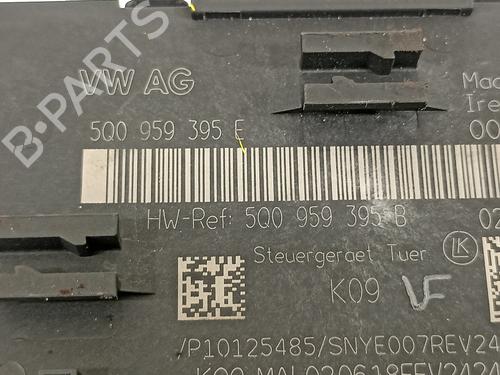 B-PARTS
VW AG
Mad
Ire
5Q0 959 395 E
00
HW-Ref: 5Q0 959 395 B
02
Steuergeraet Tuer
K09 VF
/P10125485/SNYE007REV24